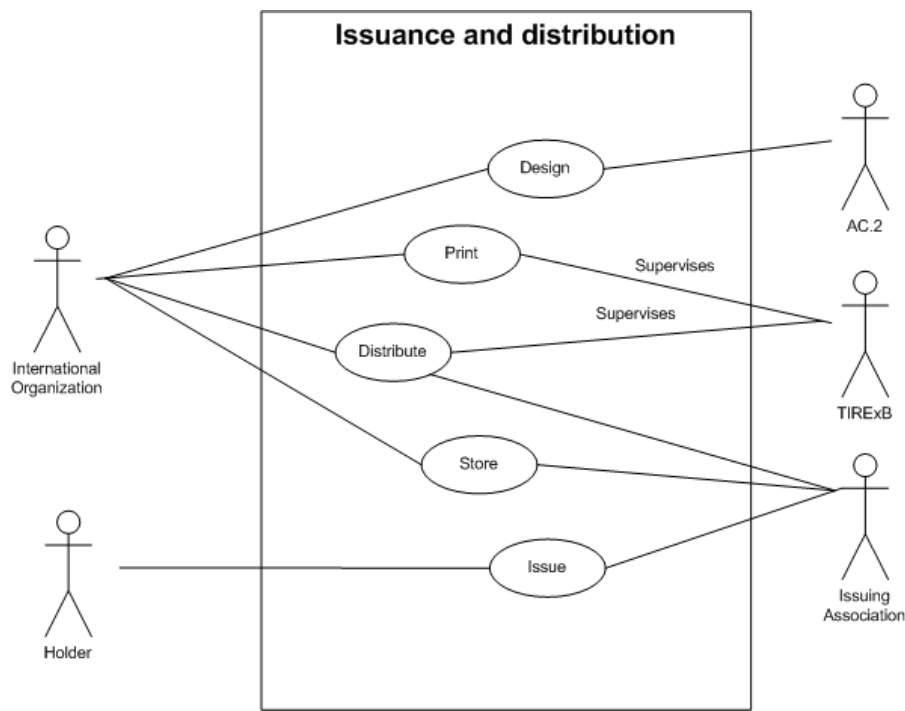 Issuance and distribution
Design
AC.2
Print
Supervises
Supervises
International
Organization
Distribute
TIRExB
Store
Issue
Holder
Issuing
Association